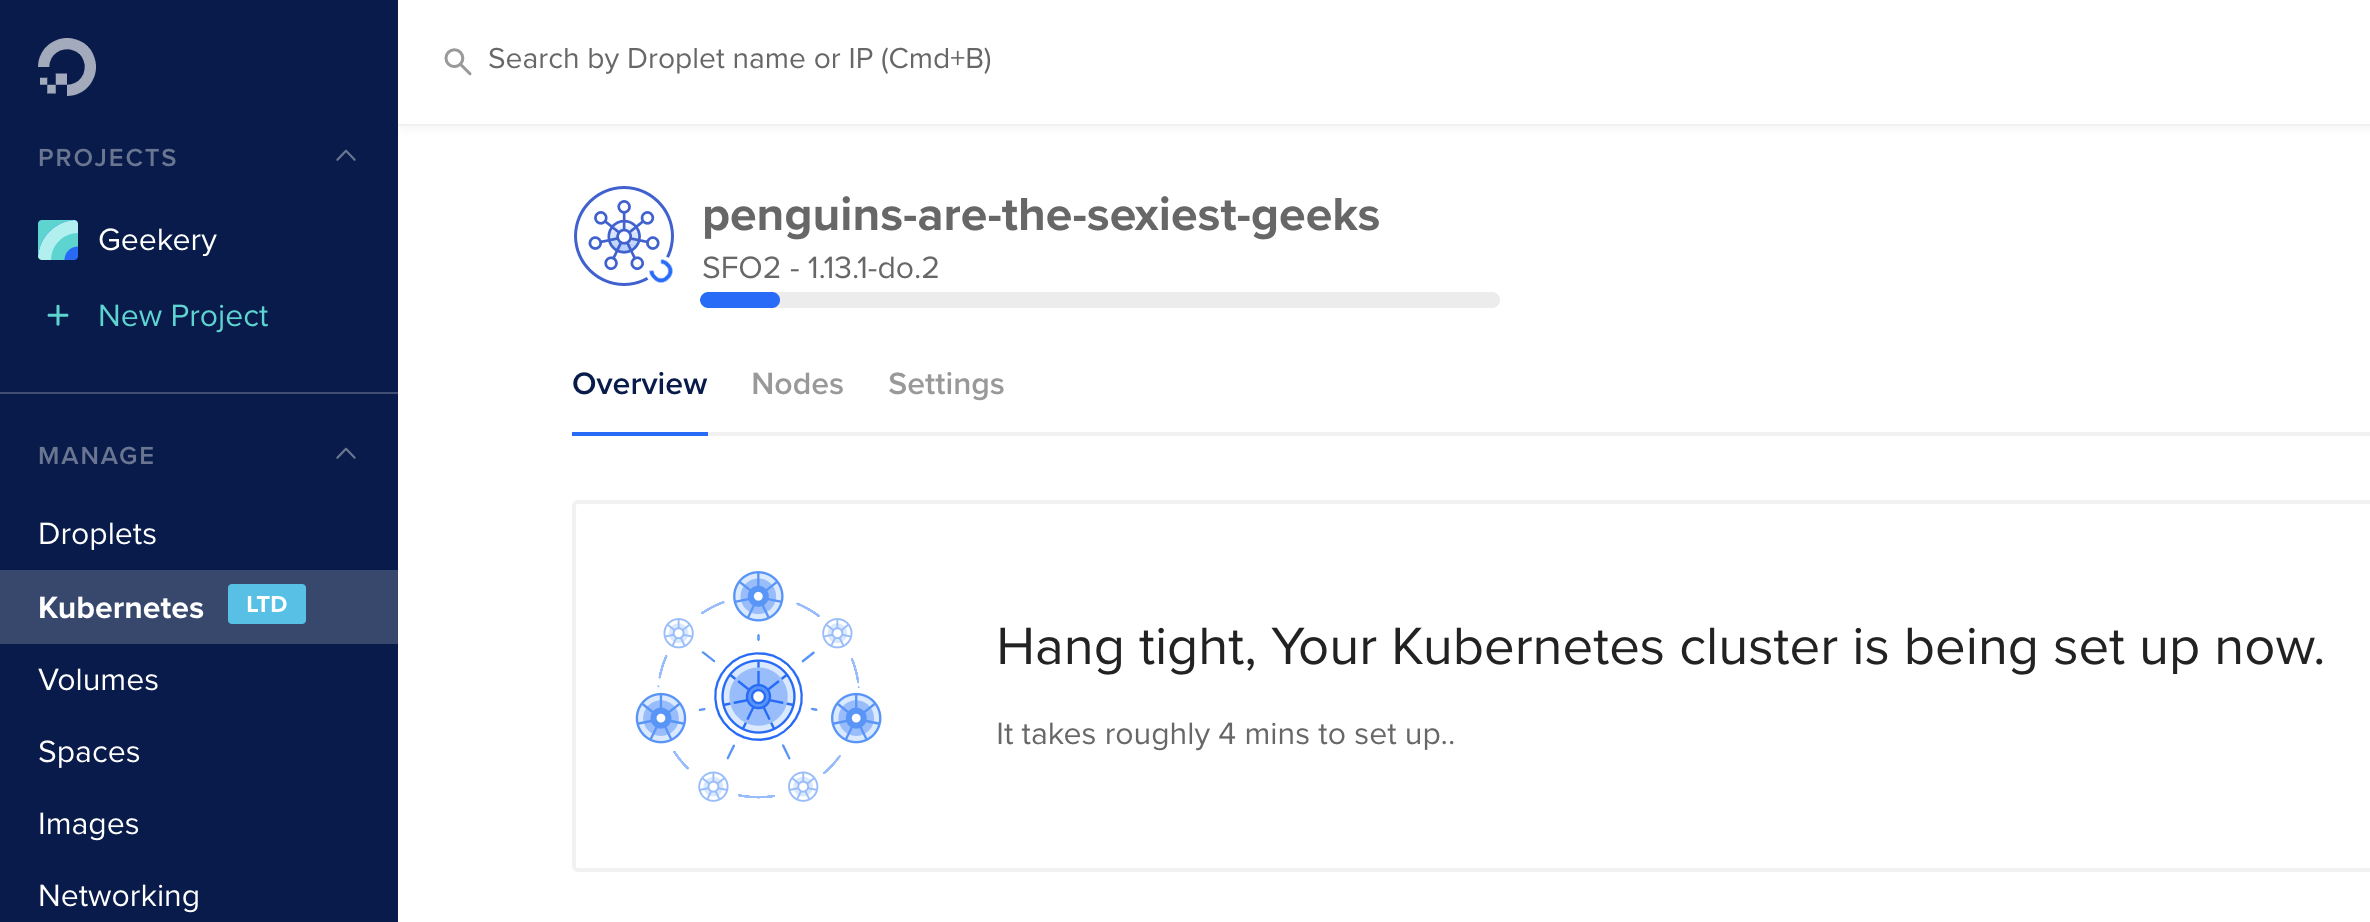 Search by Droplet name or IP (Cmd+B)
PROJECTS
Geekery
+ New Project
MANAGE
Droplets
Kubernetes LTD
Volumes
Spaces
Images
Networking
penguins-are-the-sexiest-geeks
SFO2 - 1.13.1-do.2
Overview Nodes Settings
Hang tight, Your Kubernetes cluster is being set up now.
It takes roughly 4 mins to set up..